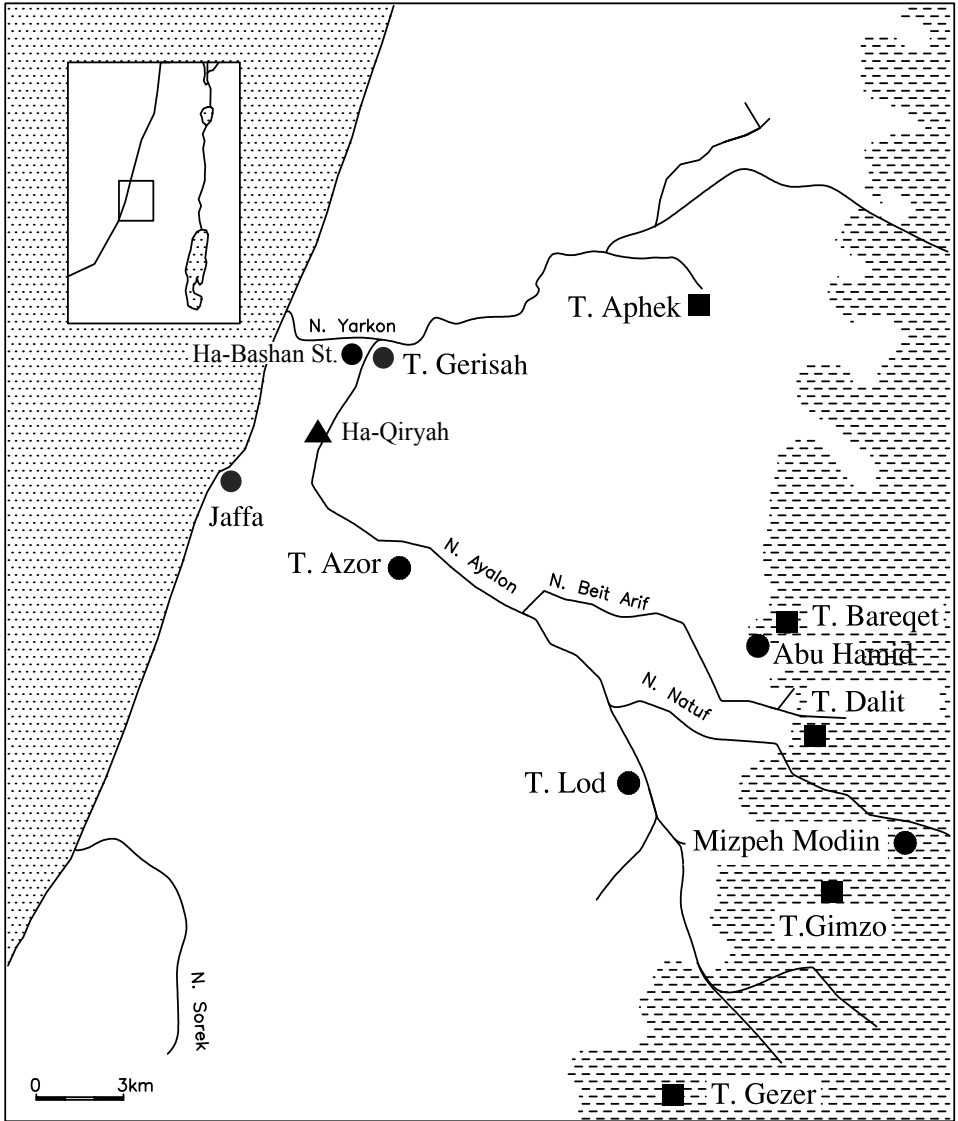 T. Aphek
N. Yarkon
Ha-Bashan St.
T. Gerisah
Ha-Qiryah
Jaffa
T. Azor
N. Ayalon
N. Beit Arif
T. Bareqet
Abu Hamid
N. Natuf
T. Dalit
T. Lod
Mizpeh Modiin
T.Gimzo
N. Sorek
0 3km
T. Gezer